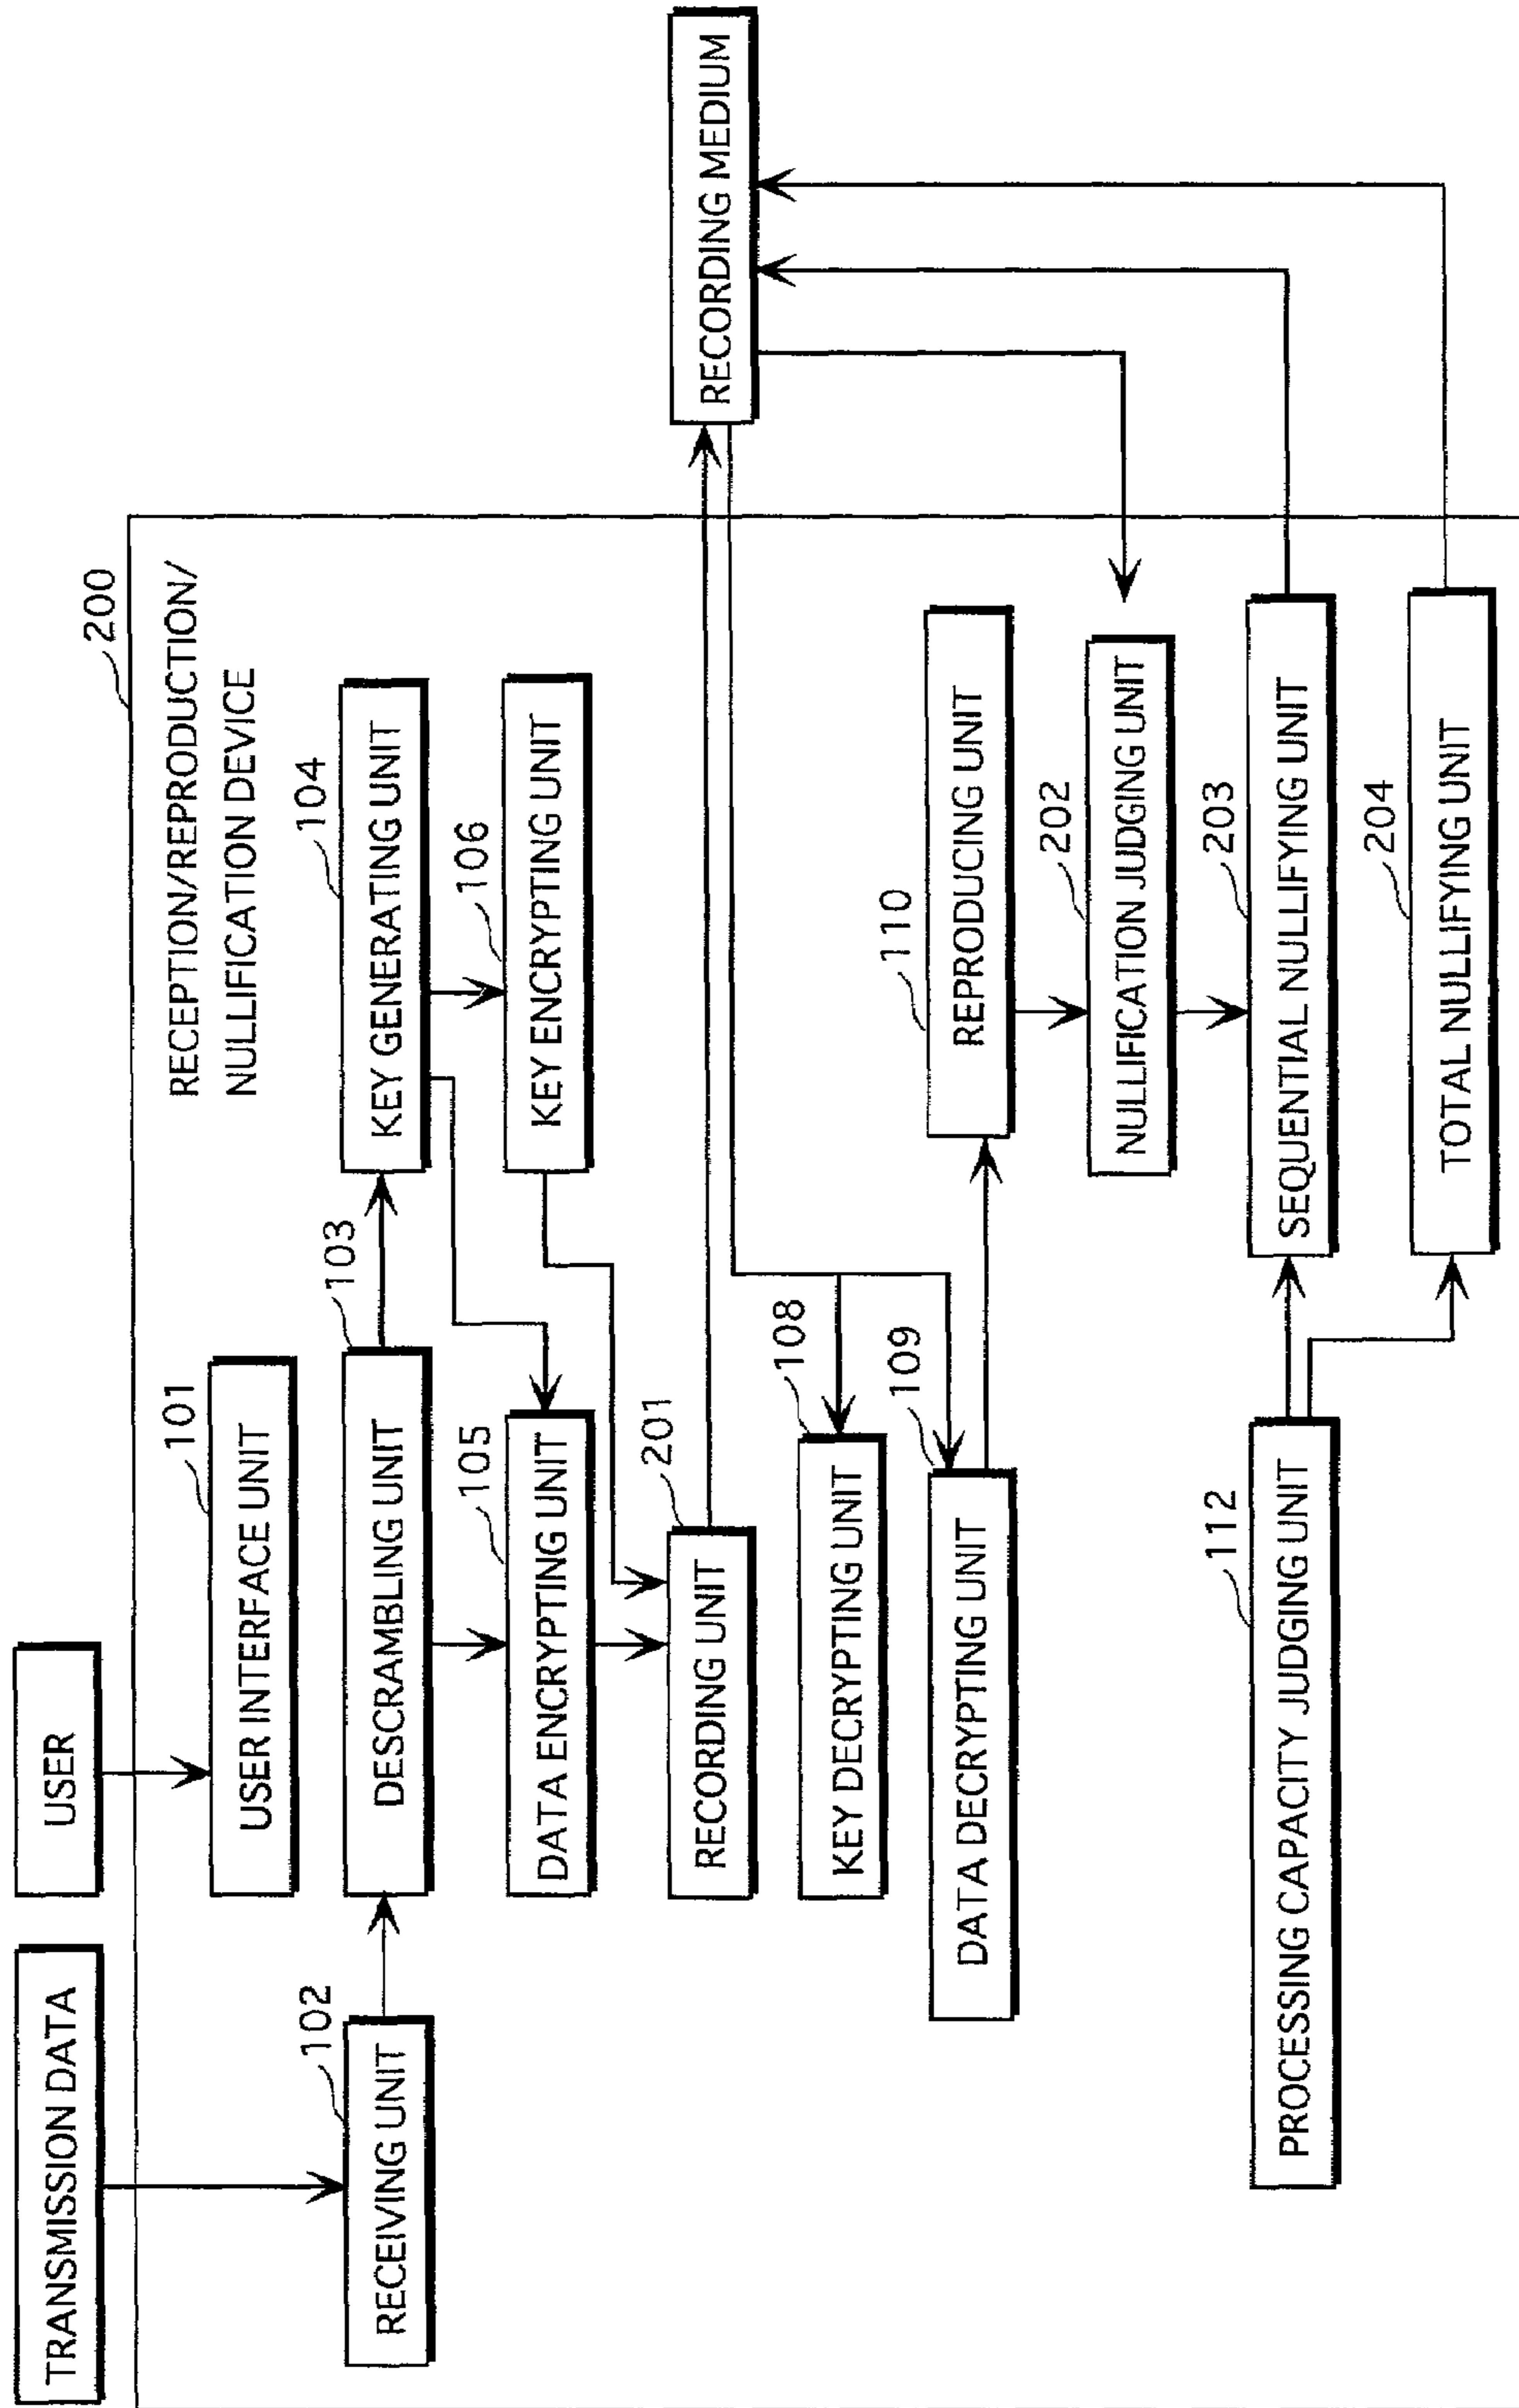 TRANSMISSION DATA
USER
200
RECEPTION/REPRODUCTION/
NULLIFICATION DEVICE
101
USER INTERFACE UNIT
102
RECEIVING UNIT
103
DESCRAMBLING UNIT
104
KEY GENERATING UNIT
105
DATA ENCRYPTING UNIT
106
KEY ENCRYPTING UNIT
201
RECORDING UNIT
RECORDING MEDIUM
108
KEY DECRYPTING UNIT
109
DATA DECRYPTING UNIT
110
REPRODUCING UNIT
202
NULLIFICATION JUDGING UNIT
112
PROCESSING CAPACITY JUDGING UNIT
203
SEQUENTIAL NULLIFYING UNIT
204
TOTAL NULLIFYING UNIT